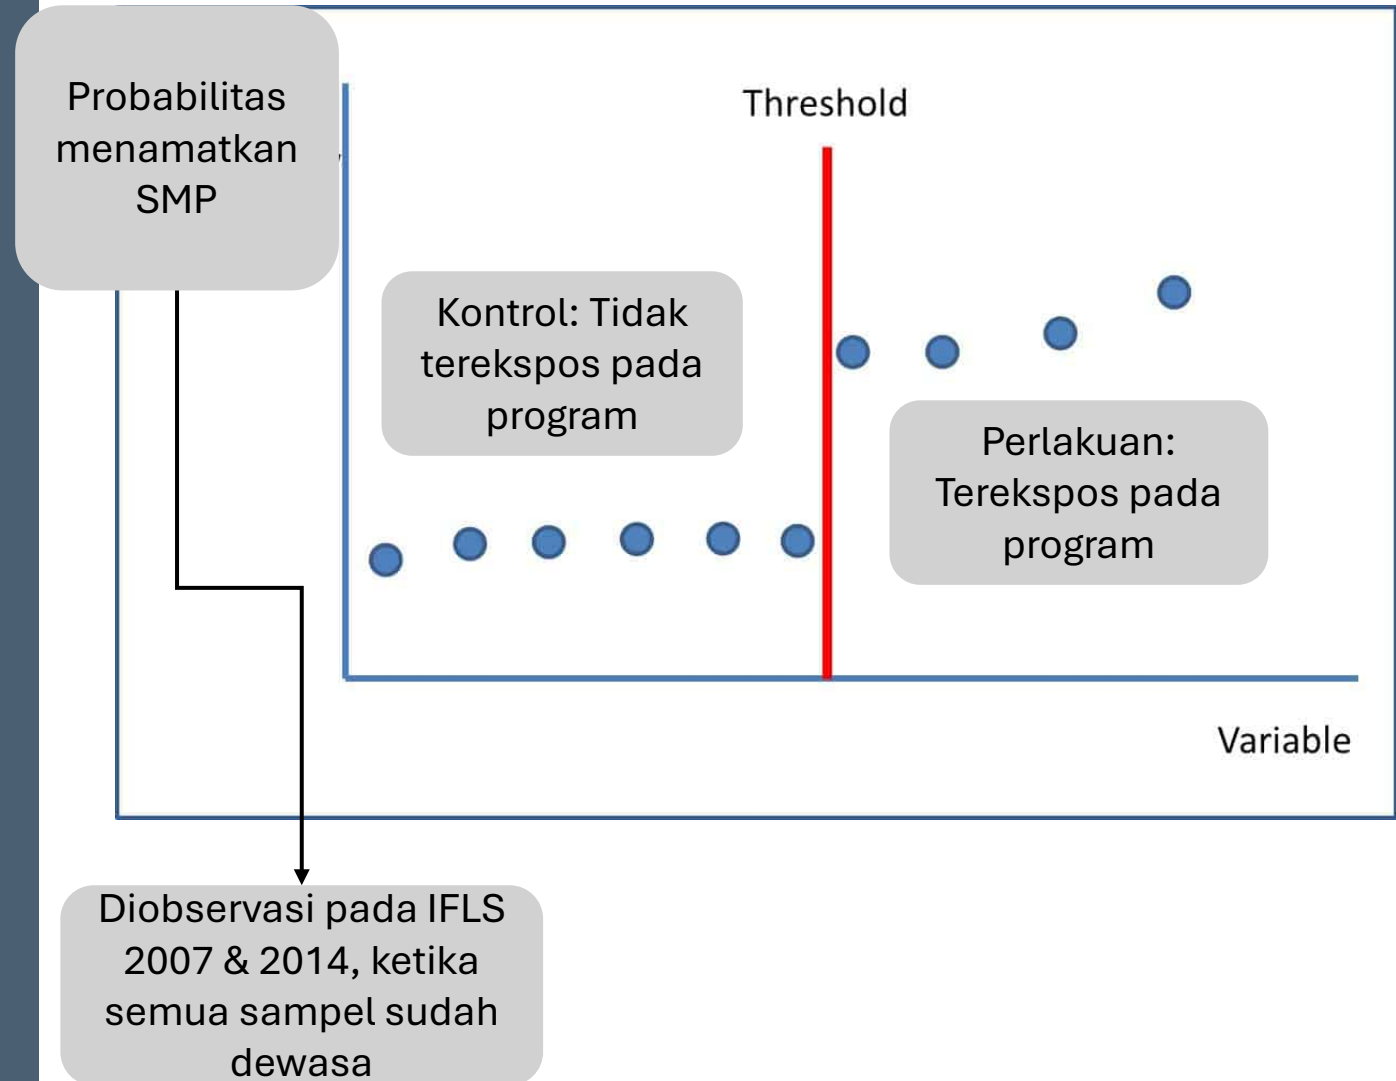 Probabilitas
menamatkan
SMP
Threshold
Kontrol: Tidak
terekspos pada
program
Perlakuan:
Terekspos pada
program
Variable
Diobservasi pada IFLS
2007 & 2014, ketika
semua sampel sudah
dewasa